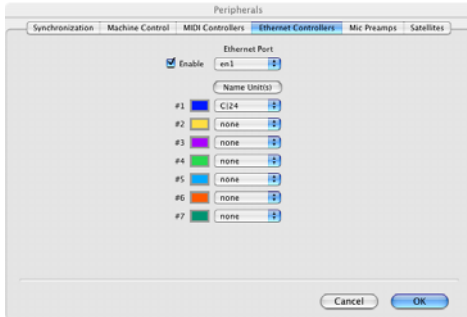 Peripherals
Synchronization Machine Control MIDI Controllers Ethernet Controllers Mic Preamps Satellites
Ethernet Port
Enable en1
Name Unit(s)
#1 C|24
#2 none
#3 none
#4 none
#5 none
#6 none
#7 none
Cancel OK